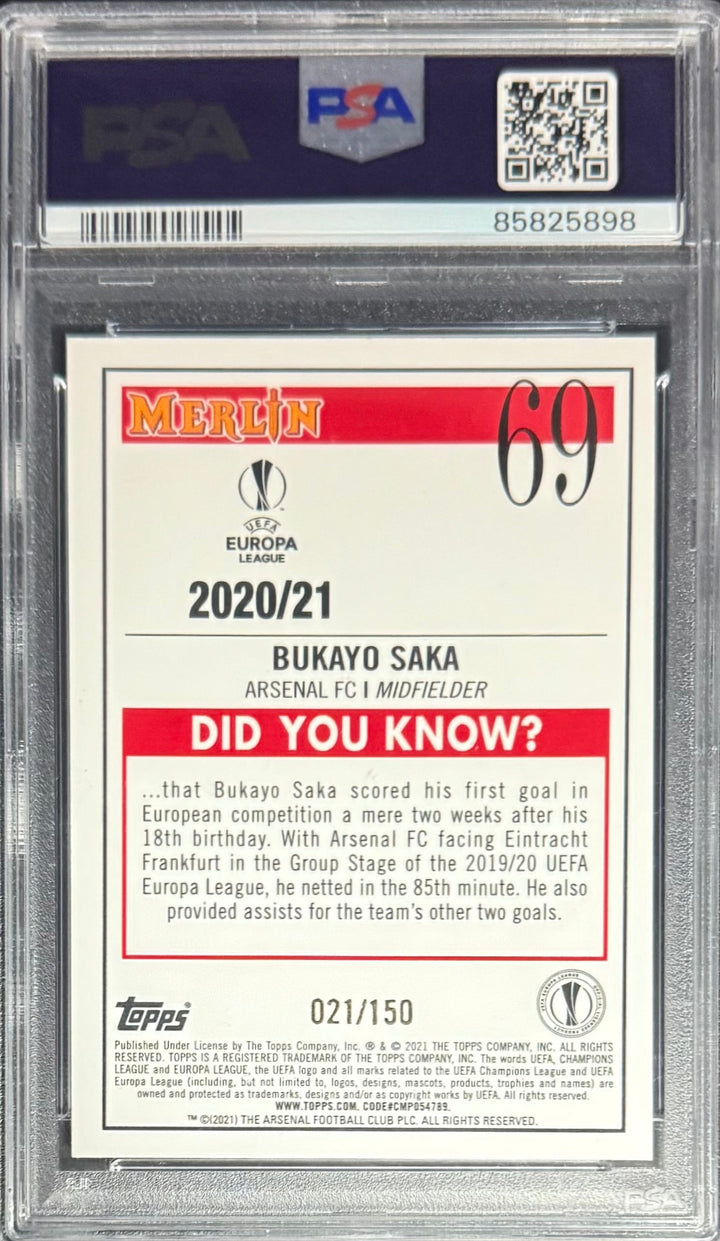 PSA
PSA
85825898
MERLIN
69
UEFA
EUROPA
LEAGUE
2020/21
BUKAYO SAKA
ARSENAL FC | MIDFIELDER
DID YOU KNOW?
...that Bukayo Saka scored his first goal in
European competition a mere two weeks after his
18th birthday. With Arsenal FC facing Eintracht
Frankfurt in the Group Stage of the 2019/20 UEFA
Europa League, he netted in the 85th minute. He also
provided assists for the team's other two goals.
Topps
021/150
Published Under License by The Topps Company, Inc. ® & © 2021 THE TOPPS COMPANY, INC. ALL RIGHTS
RESERVED. TOPPS IS A REGISTERED TRADEMARK OF THE TOPPS COMPANY, INC. The words UEFA, CHAMPIONS
LEAGUE and EUROPA LEAGUE, the UEFA logo and all marks related to the UEFA Champions League and UEFA
Europa League (including, but not limited to, logos, designs, mascots, products, trophies and names) are
owned and protected as trademarks, designs and/or as copyright works by UEFA. All rights reserved.
WWW.TOPPS.COM. CODE#CMP054789.
™ ©(2021) THE ARSENAL FOOTBALL CLUB PLC. ALL RIGHTS RESERVED.
PSA